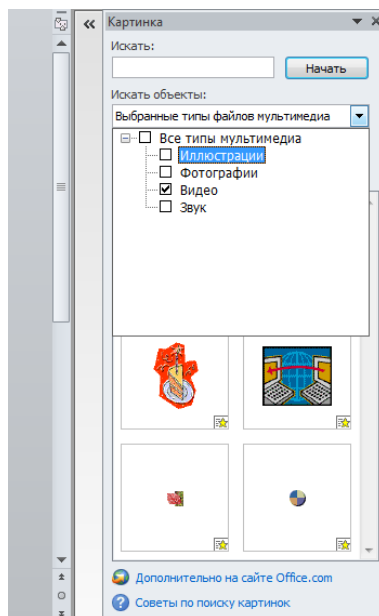 Картинка
Искать:
Начать
Искать объекты:
Выбранные типы файлов мультимедиа
Все типы мультимедиа
Иллюстрации
Фотографии
Видео
Звук
Дополнительно на сайте Office.com
Советы по поиску картинок